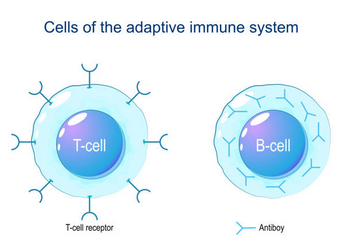 Cells of the adaptive immune system
T-cell
B-cell
T-cell receptor
Antiboy